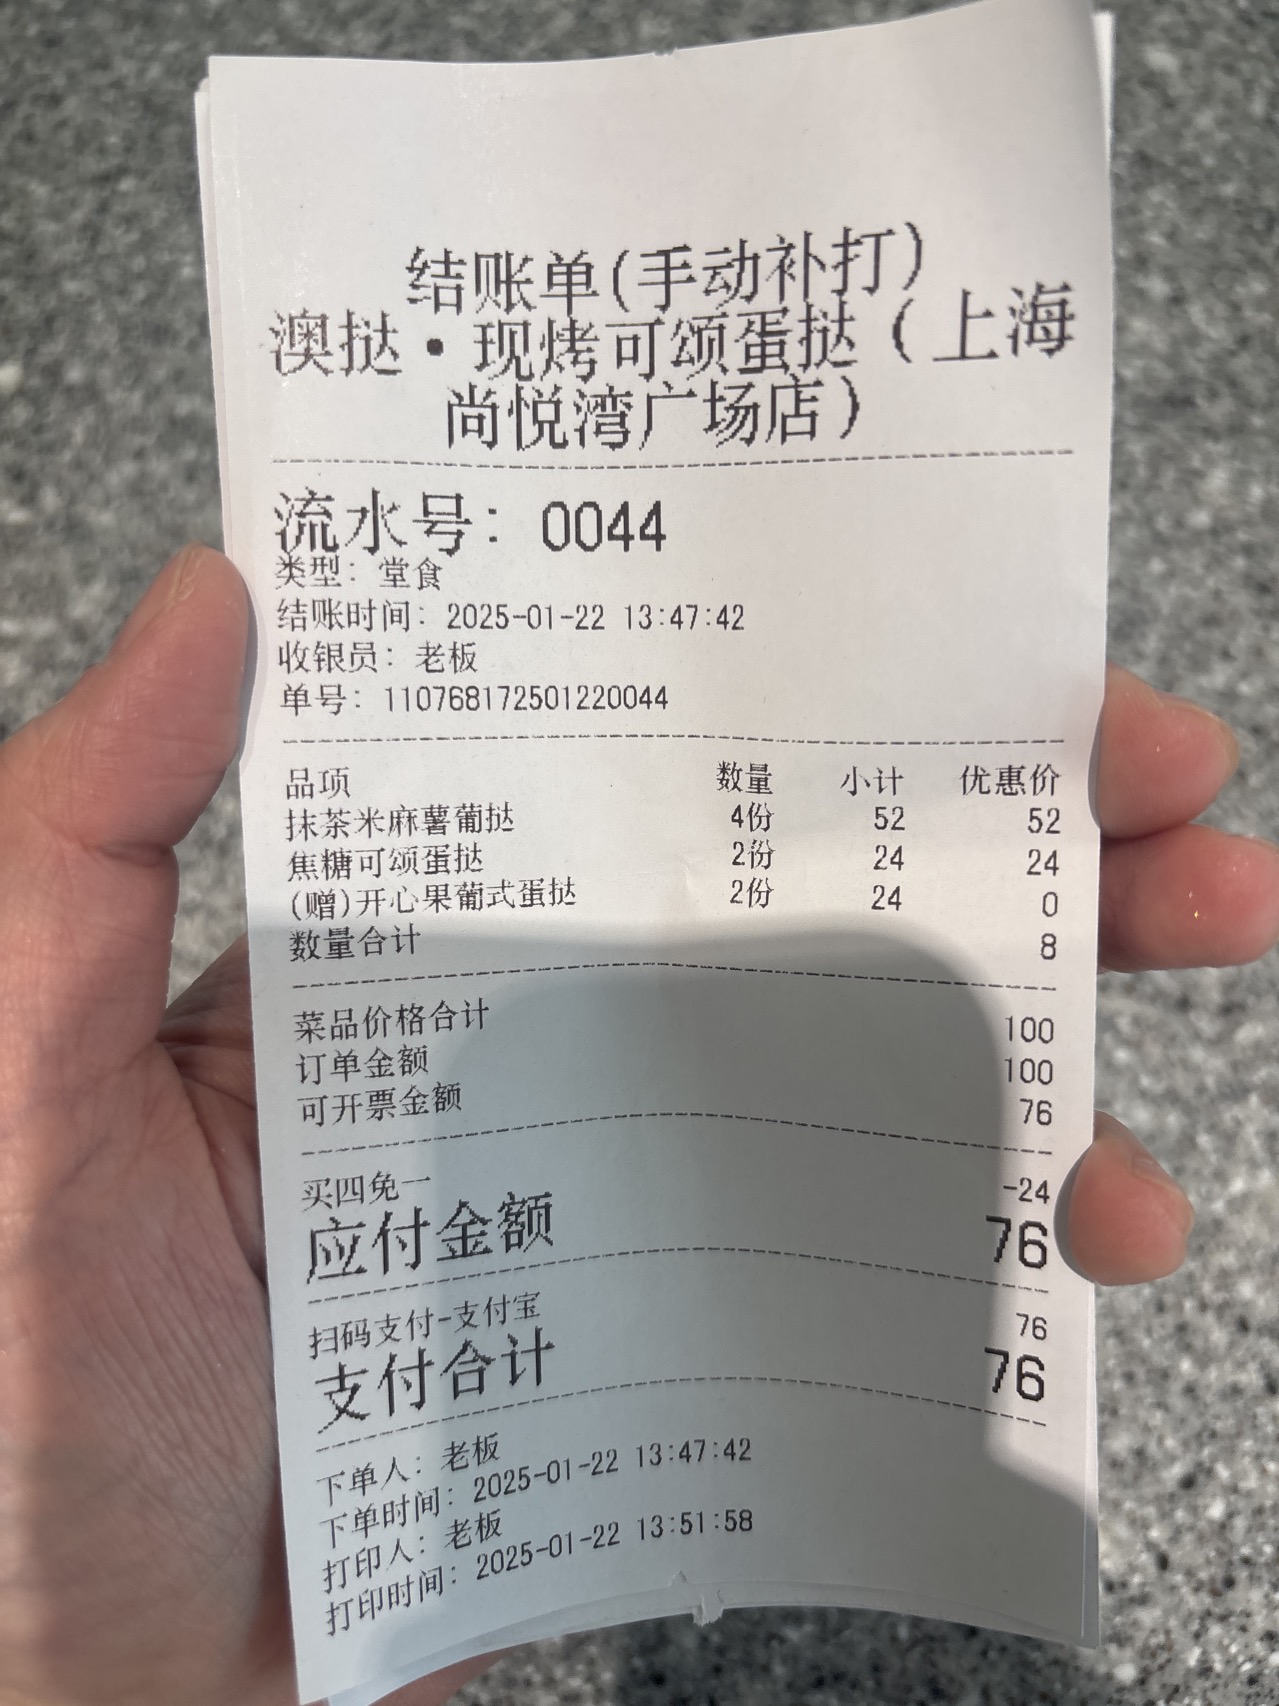 结账单(手动补打)
澳挞·现烤可颂蛋挞（上海
尚悦湾广场店）
流水号: 0044
类型: 堂食
结账时间: 2025-01-22 13:47:42
收银员: 老板
单号: 110768172501220044
品项 数量 小计 优惠价
抹茶米麻薯葡挞 4份 52 52
焦糖可颂蛋挞 2份 24 24
(赠)开心果葡式蛋挞 2份 24 0
数量合计 8
菜品价格合计 100
订单金额 100
可开票金额 76
买四免一 -24
应付金额 76
扫码支付-支付宝 76
支付合计 76
下单人: 老板
下单时间: 2025-01-22 13:47:42
打印人: 老板
打印时间: 2025-01-22 13:51:58